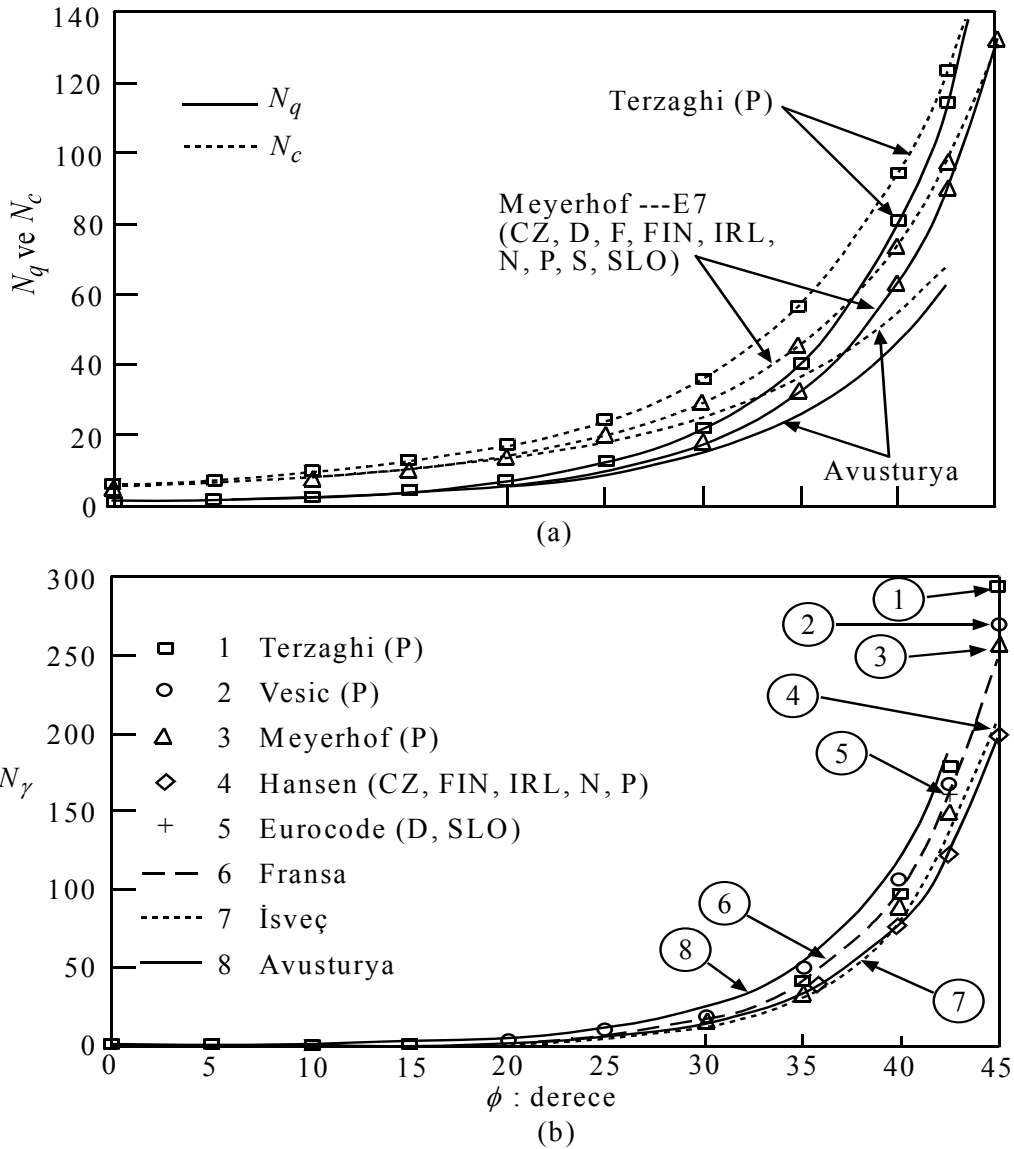 140
120
100
80
60
40
20
0
N_q ve N_c
N_q
N_c
Terzaghi (P)
Meyerhof ---E7
(CZ, D, F, FIN, IRL,
N, P, S, SLO)
Avusturya
(a)
300
250
200
150
100
50
0
N_γ
1 Terzaghi (P)
2 Vesic (P)
3 Meyerhof (P)
4 Hansen (CZ, FIN, IRL, N, P)
5 Eurocode (D, SLO)
6 Fransa
7 İsveç
8 Avusturya
1
2
3
4
5
6
8
7
0 5 10 15 20 25 30 35 40 45
ϕ : derece
(b)